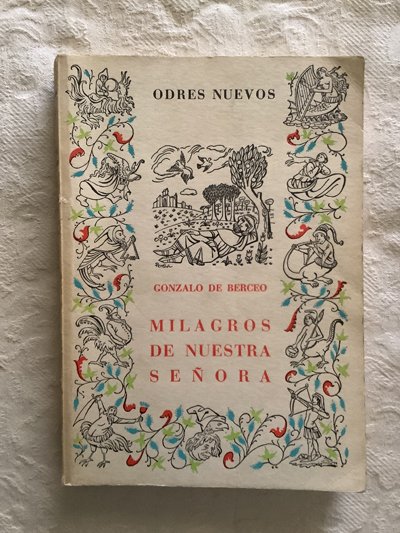 ODRES NUEVOS
GONZALO DE BERCEO
MILAGROS
DE NUESTRA
SEÑORA